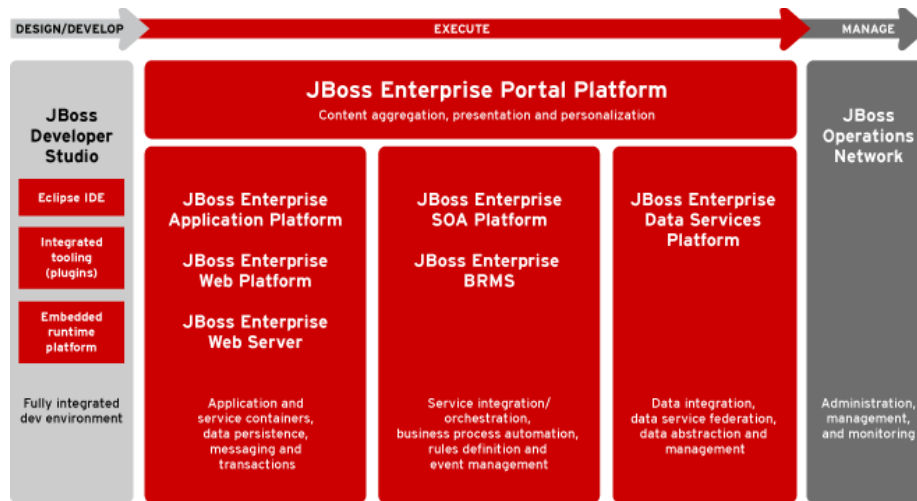 DESIGN/DEVELOP
EXECUTE
MANAGE
JBoss
Developer
Studio
Eclipse IDE
Integrated
tooling
(plugins)
Embedded
runtime
platform
Fully integrated
dev environment
JBoss Enterprise Portal Platform
Content aggregation, presentation and personalization
JBoss Enterprise
Application Platform
JBoss Enterprise
Web Platform
JBoss Enterprise
Web Server
Application and
service containers,
data persistence,
messaging and
transactions
JBoss Enterprise
SOA Platform
JBoss Enterprise
BRMS
Service integration/
orchestration,
business process automation,
rules definition and
event management
JBoss Enterprise
Data Services
Platform
Data integration,
data service federation,
data abstraction and
management
JBoss
Operations
Network
Administration,
management,
and monitoring